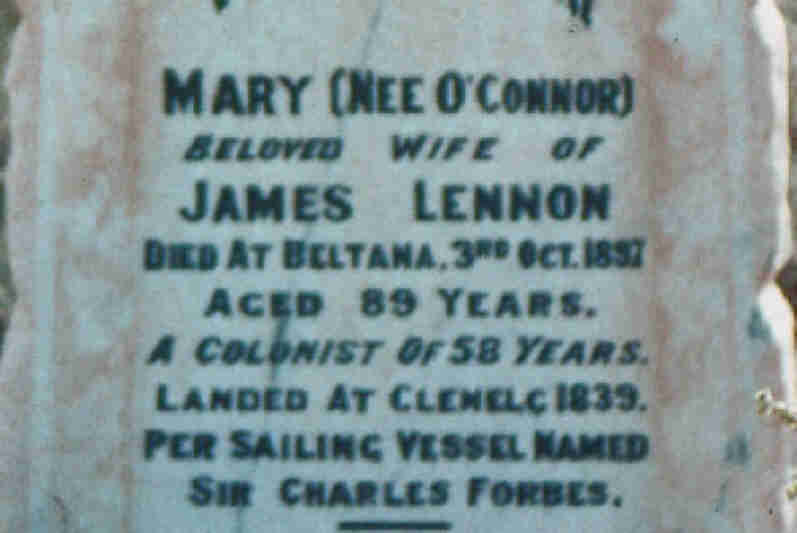 MARY (NEE O'CONNOR)
BELOVED WIFE OF
JAMES LENNON
DIED AT BELTANA, 3RD OCT. 1897
AGED 89 YEARS.
A COLONIST OF 58 YEARS.
LANDED AT GLENELG 1839.
PER SAILING VESSEL NAMED
SIR CHARLES FORBES.